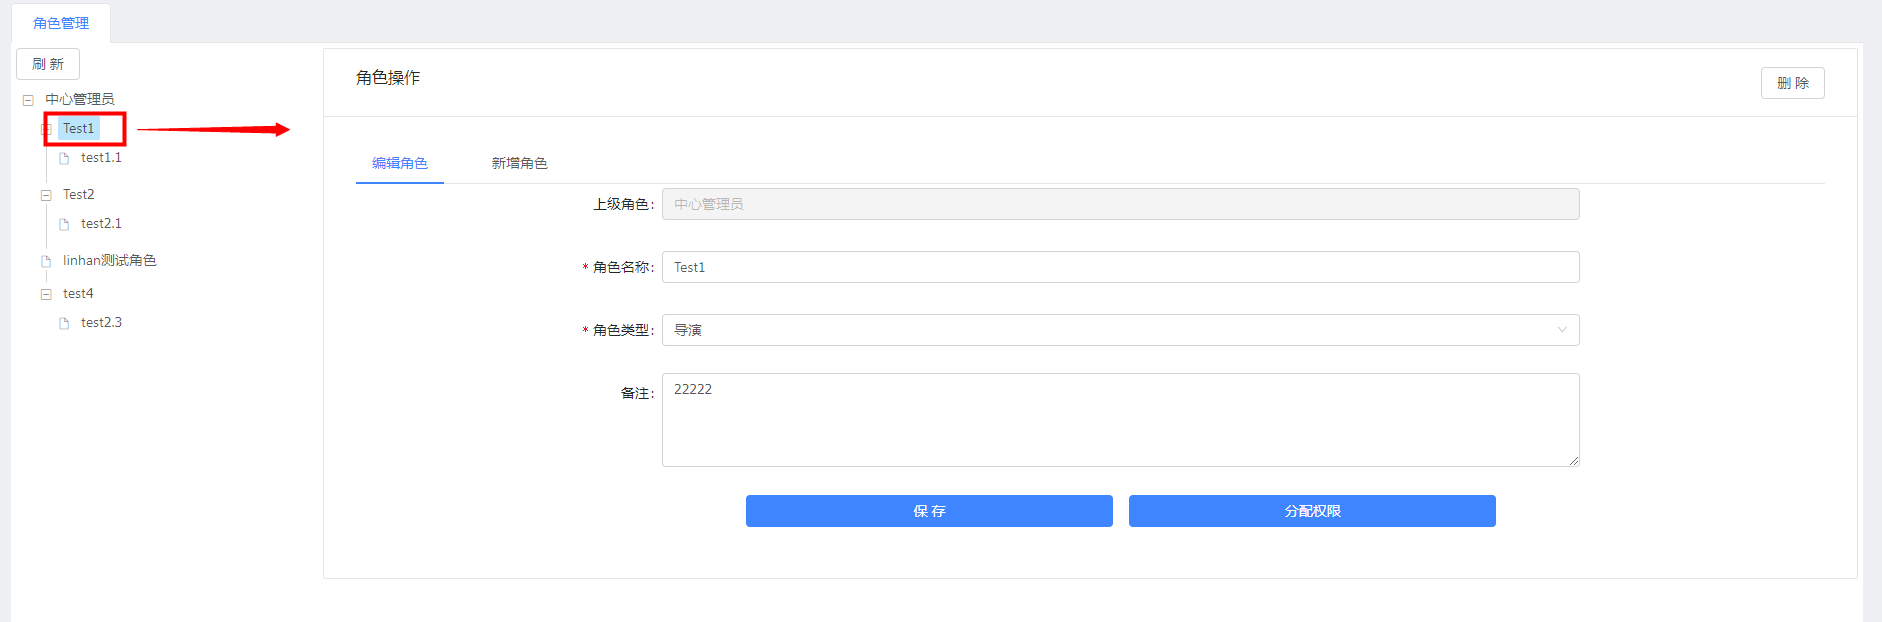 角色管理
刷 新
中心管理员
Test1
test1.1
Test2
test2.1
linhan测试角色
test4
test2.3
角色操作
删 除
编辑角色 新增角色
上级角色: 中心管理员
* 角色名称: Test1
* 角色类型: 导演
备注: 22222
保 存 分配权限